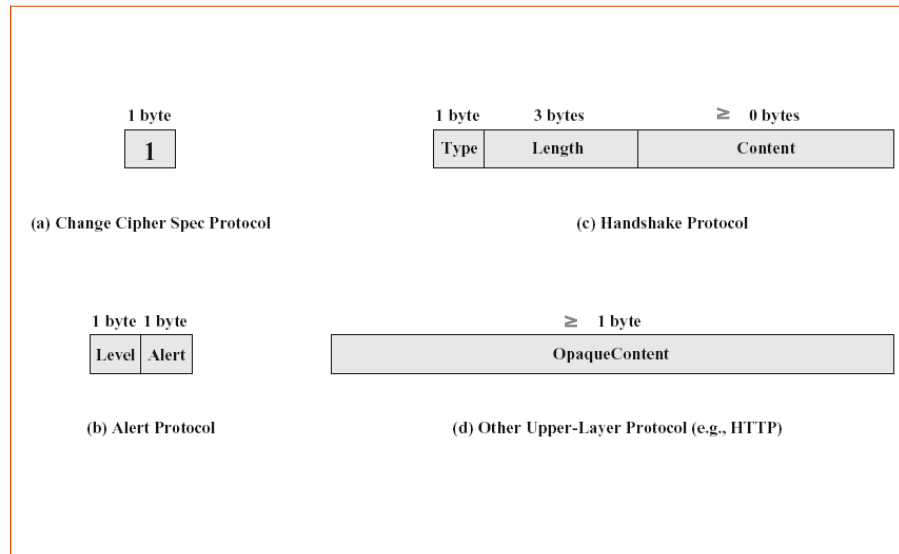 1 byte
1
(a) Change Cipher Spec Protocol
1 byte 3 bytes ≥ 0 bytes
Type Length Content
(c) Handshake Protocol
1 byte 1 byte
Level Alert
(b) Alert Protocol
≥ 1 byte
OpaqueContent
(d) Other Upper-Layer Protocol (e.g., HTTP)